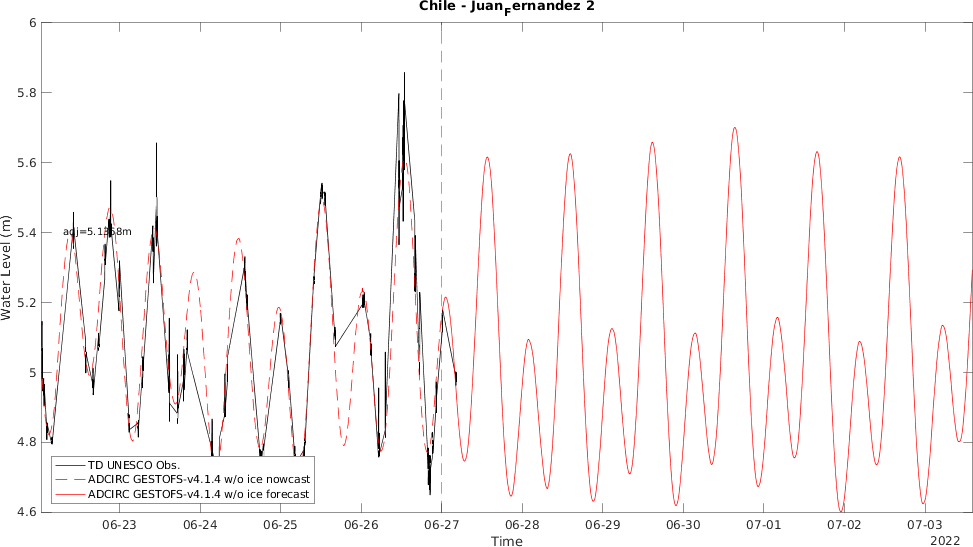 Chile - JuanFernandez 2
6
5.8
5.6
5.4
5.2
5
4.8
4.6
Water Level (m)
adj=5.1368m
TD UNESCO Obs.
ADCIRC GESTOFS-v4.1.4 w/o ice nowcast
ADCIRC GESTOFS-v4.1.4 w/o ice forecast
06-23
06-24
06-25
06-26
06-27
06-28
06-29
06-30
07-01
07-02
07-03
Time
2022